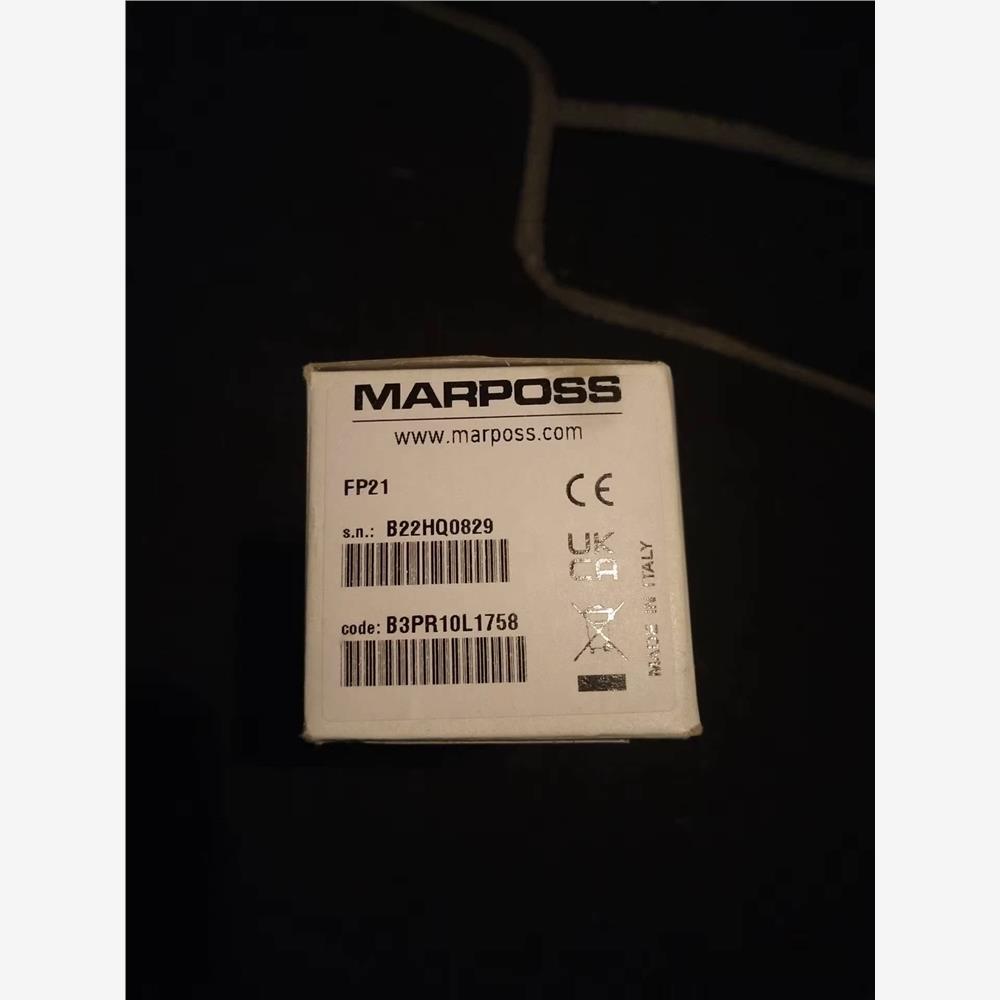 MARPOSS
www.marposs.com
FP21
CE
s.n.: B22HQ0829
UK
CA
code: B3PR10L1758
MADE IN ITALY